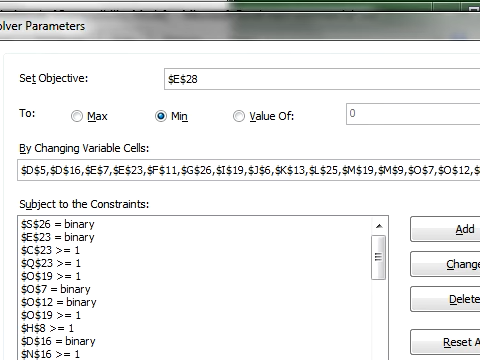 olver Parameters
Set Objective:
$E$28
To:
Max
Min
Value Of:
0
By Changing Variable Cells:
$D$5,$D$16,$E$7,$E$23,$F$11,$G$26,$I$19,$J$6,$K$13,$L$25,$M$19,$M$9,$O$7,$O$12,$
Subject to the Constraints:
$S$26 = binary
$E$23 = binary
$C$23 >= 1
$Q$23 >= 1
$O$19 >= 1
$O$7 = binary
$O$12 = binary
$O$19 >= 1
$H$8 >= 1
$D$16 = binary
$N$16 >= 1
Add
Change
Delete
Reset A